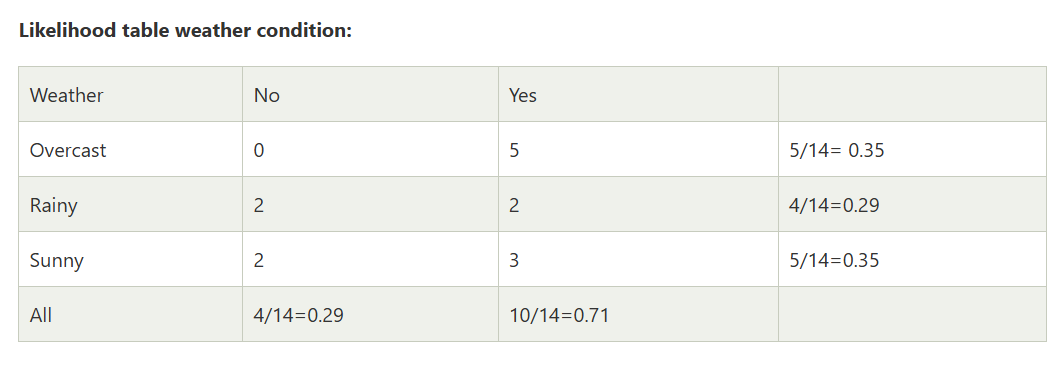 Likelihood table weather condition:
Weather No Yes
Overcast 0 5 5/14= 0.35
Rainy 2 2 4/14=0.29
Sunny 2 3 5/14=0.35
All 4/14=0.29 10/14=0.71